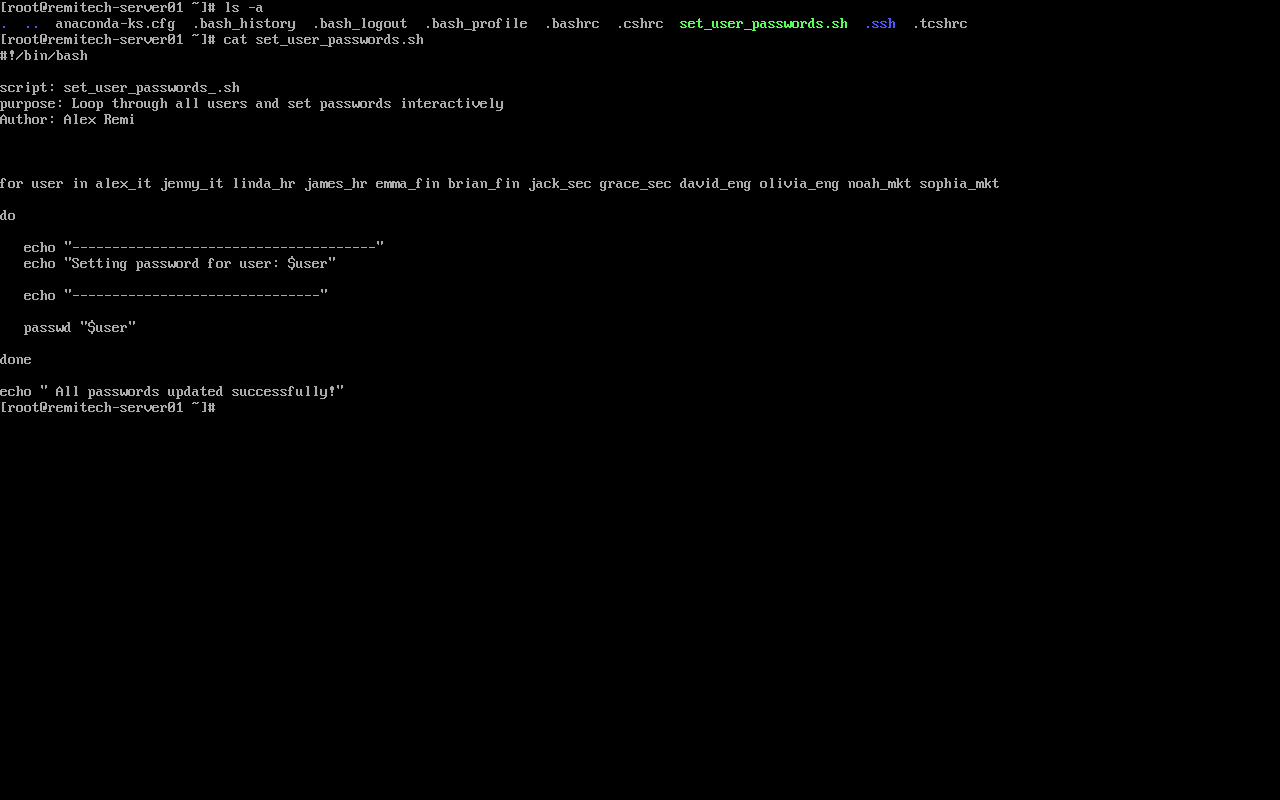 [root@remitech-server01 ~]# ls -a
.  ..  anaconda-ks.cfg  .bash_history  .bash_logout  .bash_profile  .bashrc  .cshrc  set_user_passwords.sh  .ssh  .tcshrc
[root@remitech-server01 ~]# cat set_user_passwords.sh
#!/bin/bash
script: set_user_passwords_.sh
purpose: Loop through all users and set passwords interactively
Author: Alex Remi
for user in alex_it jenny_it linda_hr james_hr emma_fin brian_fin jack_sec grace_sec david_eng olivia_eng noah_mkt sophia_mkt
do
   echo "--------------------------------------"
   echo "Setting password for user: $user"
   echo "-------------------------------"
   passwd "$user"
done
echo " All passwords updated successfully!"
[root@remitech-server01 ~]#